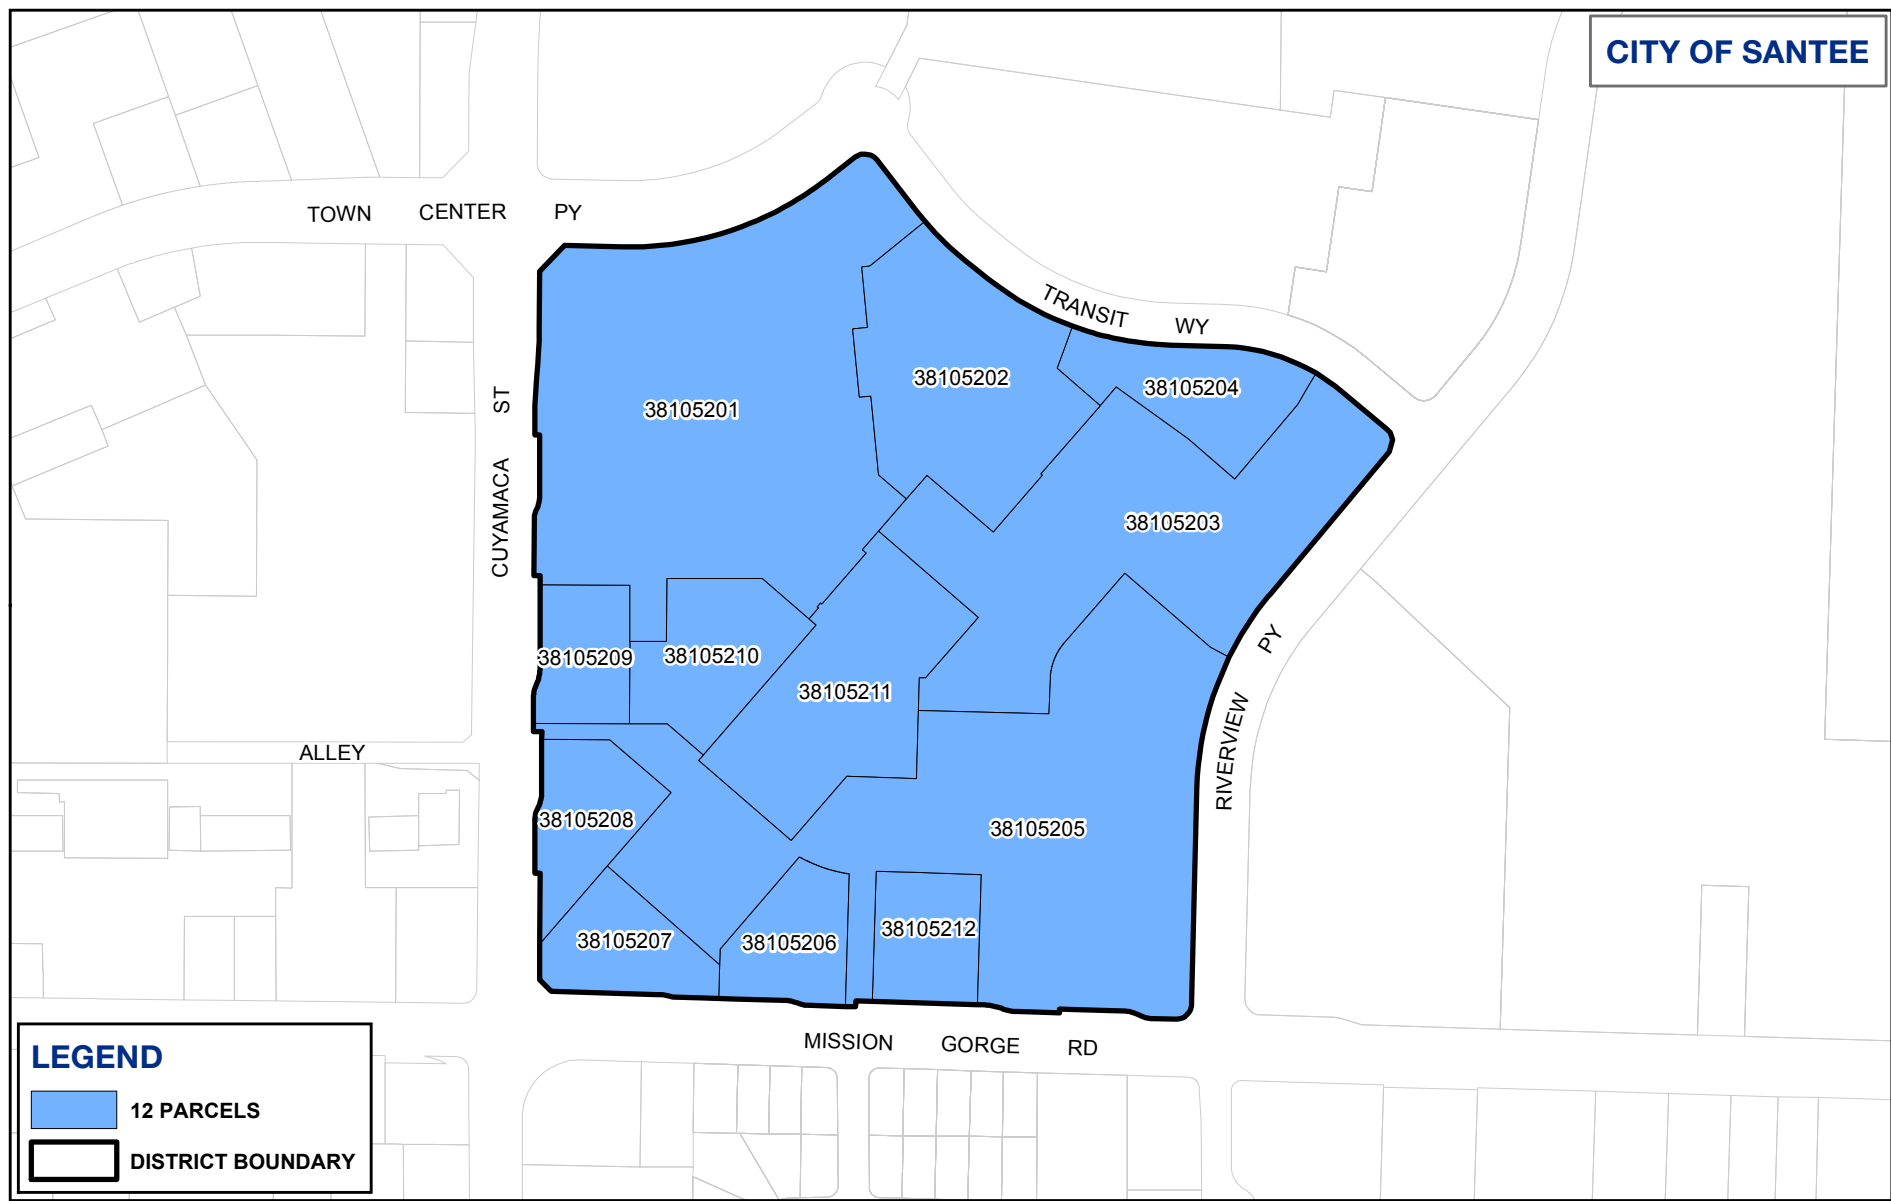 CITY OF SANTEE
TOWN CENTER PY
TRANSIT WY
CUYAMACA ST
38105201
38105202
38105204
38105203
38105209
38105210
38105211
RIVERVIEW PY
ALLEY
38105208
38105205
38105207
38105206
38105212
MISSION GORGE RD
LEGEND
12 PARCELS
DISTRICT BOUNDARY